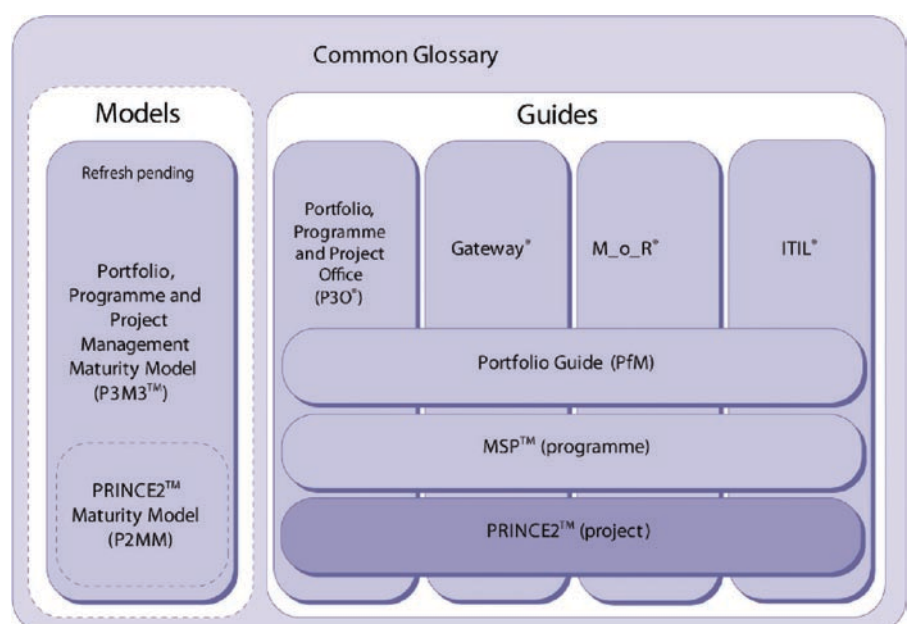 Common Glossary
Models
Refresh pending
Portfolio,
Programme and
Project
Management
Maturity Model
(P3M3™)
PRINCE2™
Maturity Model
(P2MM)
Guides
Portfolio,
Programme
and Project
Office
(P3O®)
Gateway®
M_o_R®
ITIL®
Portfolio Guide (PfM)
MSP™ (programme)
PRINCE2™ (project)